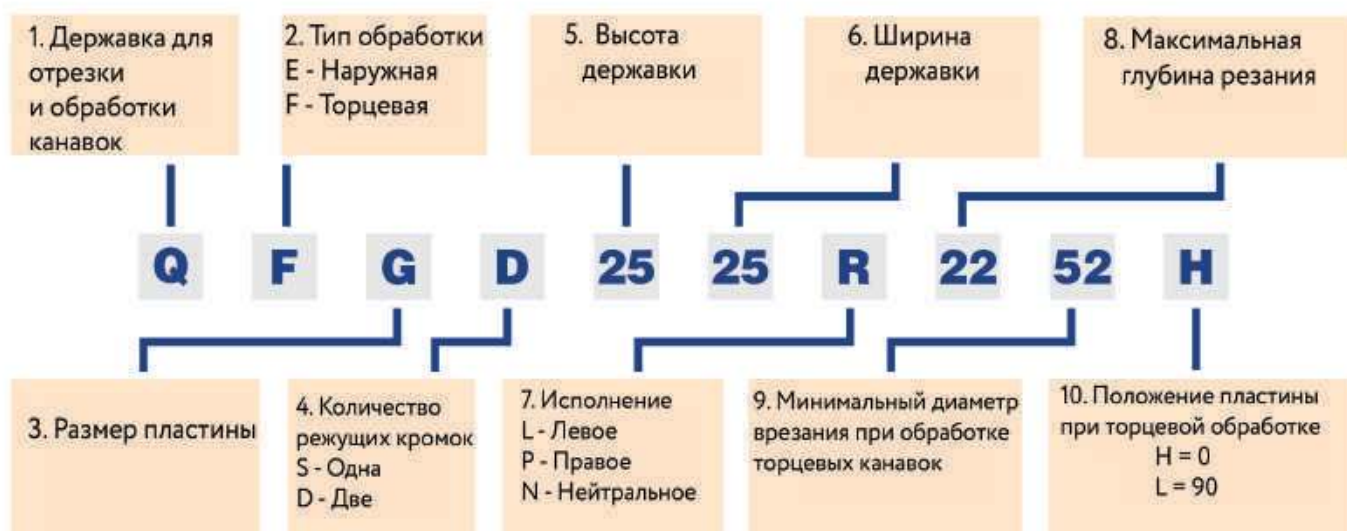 1. Державка для
отрезки
и обработки
канавок
2. Тип обработки
E - Наружная
F - Торцевая
5. Высота
державки
6. Ширина
державки
8. Максимальная
глубина резания
Q F G D 25 25 R 22 52 H
3. Размер пластины
4. Количество
режущих кромок
S - Одна
D - Две
7. Исполнение
L - Левое
P - Правое
N - Нейтральное
9. Минимальный диаметр
врезания при обработке
торцевых канавок
10. Положение пластины
при торцевой обработке
H = 0
L = 90